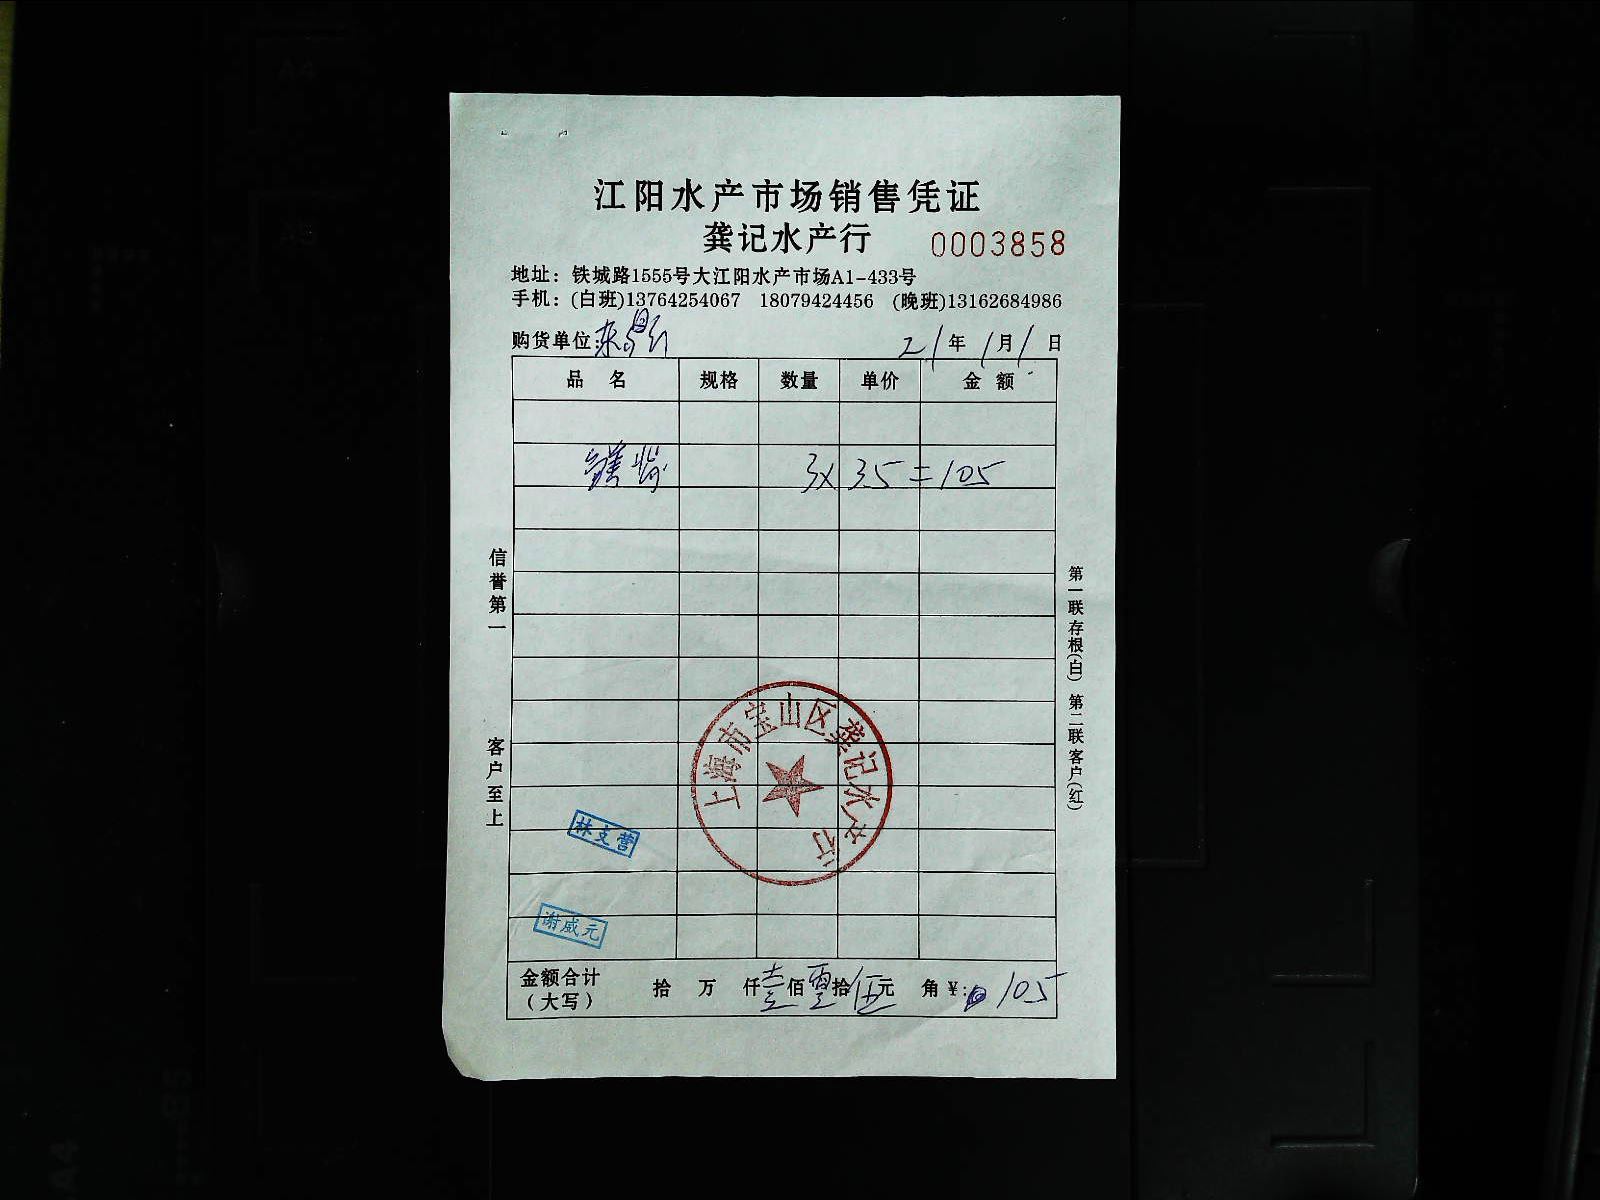 江阳水产市场销售凭证
龚记水产行 0003858
地址：铁城路1555号大江阳水产市场A1-433号
手机：(白班)13764254067 18079424456 (晚班)13162684986
购货单位: 21年1月1日
品名 规格 数量 单价 金额
3x 35 = 105
信誉第一
客户至上
第一联存根(白) 第二联客户(红)
上海市宝山区龚记水产行
林支营
谢威元
金额合计（大写） 拾 万 仟壹佰零拾伍元 角 ¥: 105